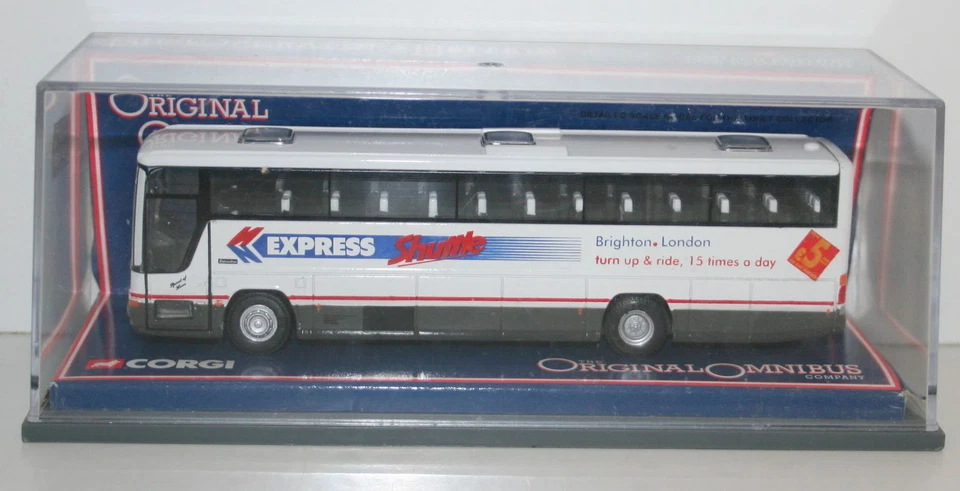 THE
ORIGINAL
EXPRESS Shuttle
Brighton. London
turn up & ride, 15 times a day
£5
CORGI
THE
ORIGINAL OMNIBUS
COMPANY